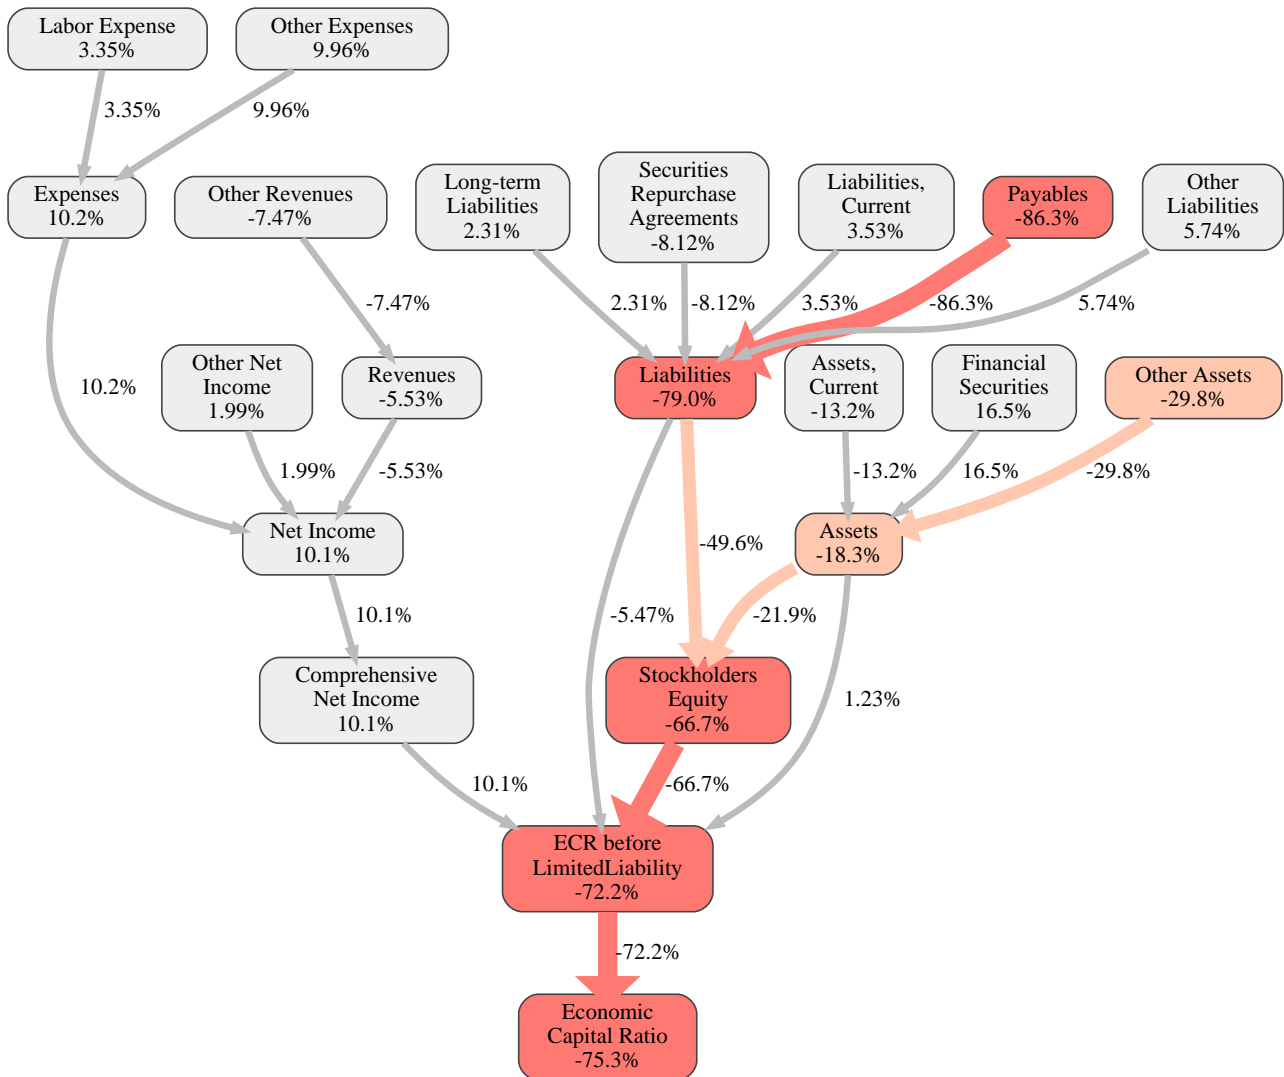 Labor Expense
3.35%
Other Expenses
9.96%
3.35%
9.96%
Expenses
10.2%
Other Revenues
-7.47%
Long-term
Liabilities
2.31%
Securities
Repurchase
Agreements
-8.12%
Liabilities,
Current
3.53%
Payables
-86.3%
Other
Liabilities
5.74%
-7.47%
2.31%
-8.12%
3.53%
-86.3%
5.74%
10.2%
Other Net
Income
1.99%
Revenues
-5.53%
Liabilities
-79.0%
Assets,
Current
-13.2%
Financial
Securities
16.5%
Other Assets
-29.8%
1.99%
-5.53%
-13.2%
16.5%
-29.8%
Net Income
10.1%
-49.6%
Assets
-18.3%
10.1%
-5.47%
-21.9%
Comprehensive
Net Income
10.1%
Stockholders
Equity
-66.7%
1.23%
10.1%
-66.7%
ECR before
LimitedLiability
-72.2%
-72.2%
Economic
Capital Ratio
-75.3%